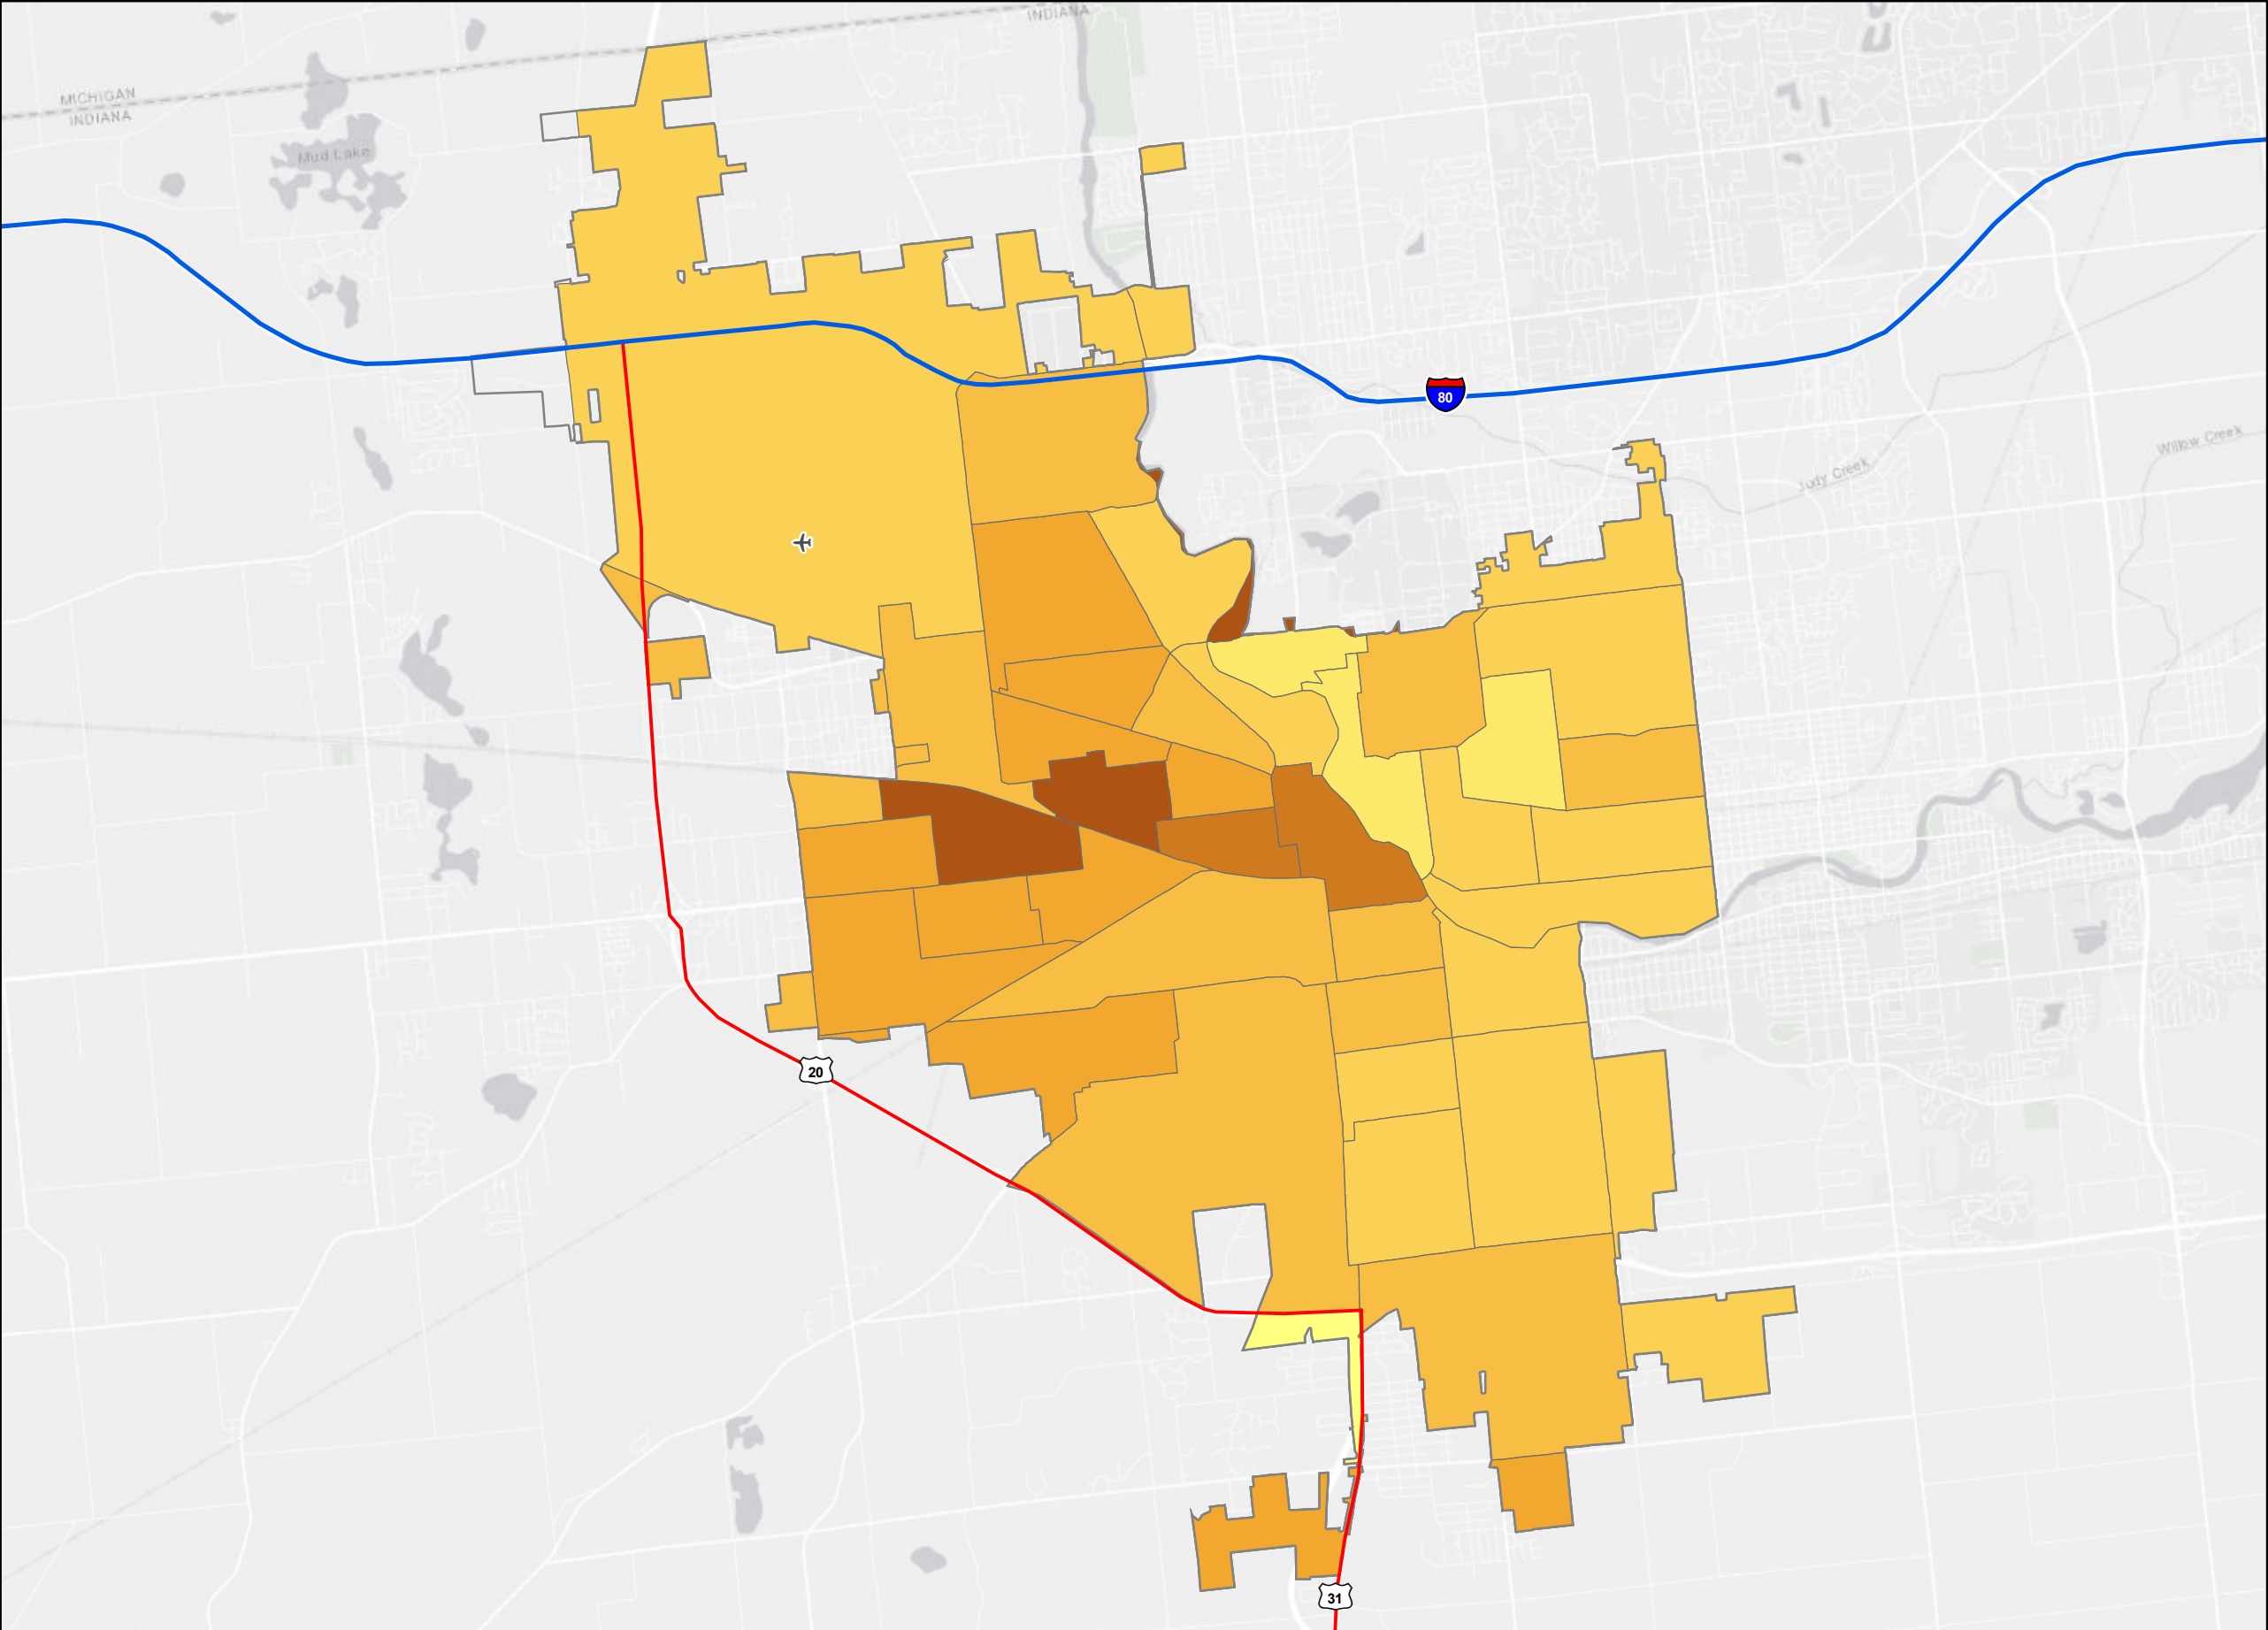 INDIANA
MICHIGAN
INDIANA
Mud Lake
80
Willow Creek
Judy Creek
20
31